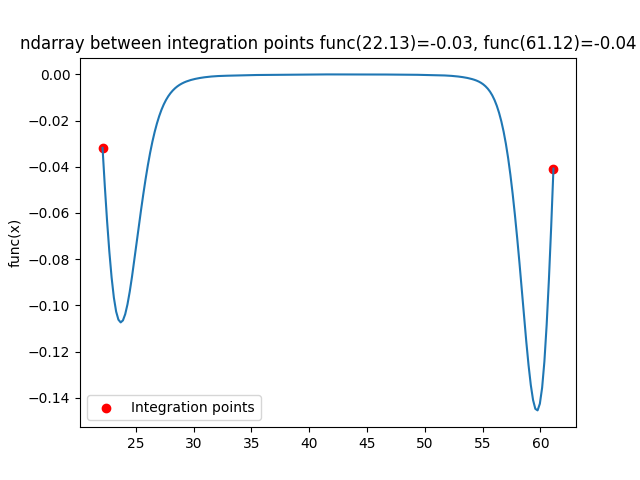 ndarray between integration points func(22.13)=-0.03, func(61.12)=-0.04
0.00
−0.02
−0.04
−0.06
−0.08
−0.10
−0.12
−0.14
func(x)
Integration points
25 30 35 40 45 50 55 60